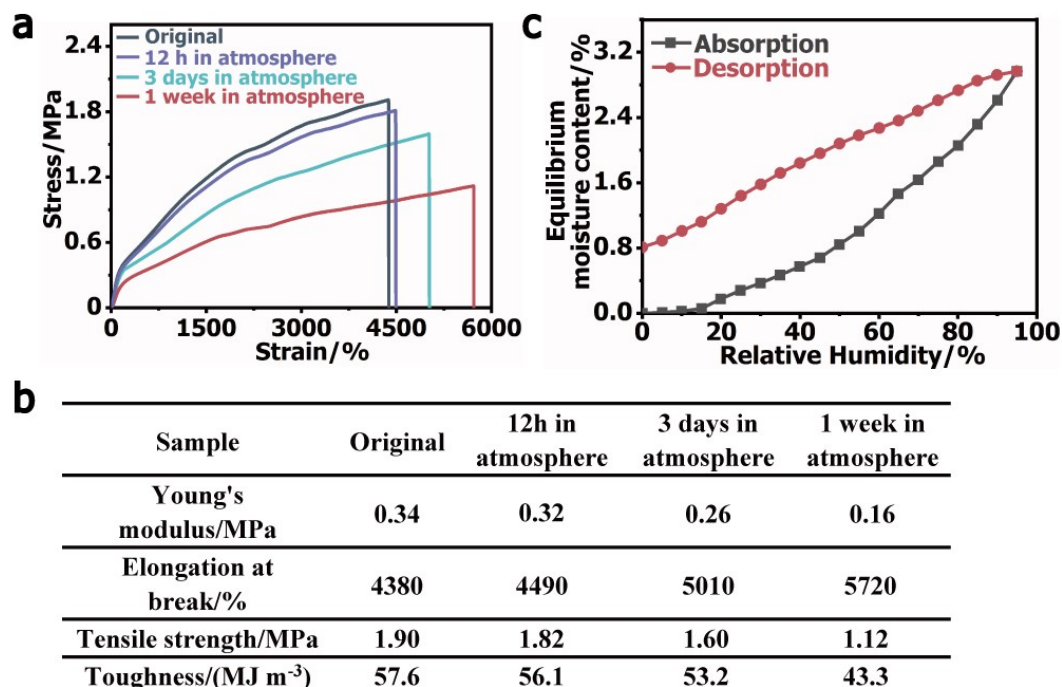 a
2.4
1.8
1.2
0.6
0
Stress/MPa
Original
12 h in atmosphere
3 days in atmosphere
1 week in atmosphere
0 1500 3000 4500 6000
Strain/%
c
3.2
2.4
1.6
0.8
0.0
Equilibrium
moisture content/%
Absorption
Desorption
0 20 40 60 80 100
Relative Humidity/%
b
Sample Original 12h in atmosphere 3 days in atmosphere 1 week in atmosphere
Young's modulus/MPa 0.34 0.32 0.26 0.16
Elongation at break/% 4380 4490 5010 5720
Tensile strength/MPa 1.90 1.82 1.60 1.12
Toughness/(MJ m⁻³) 57.6 56.1 53.2 43.3